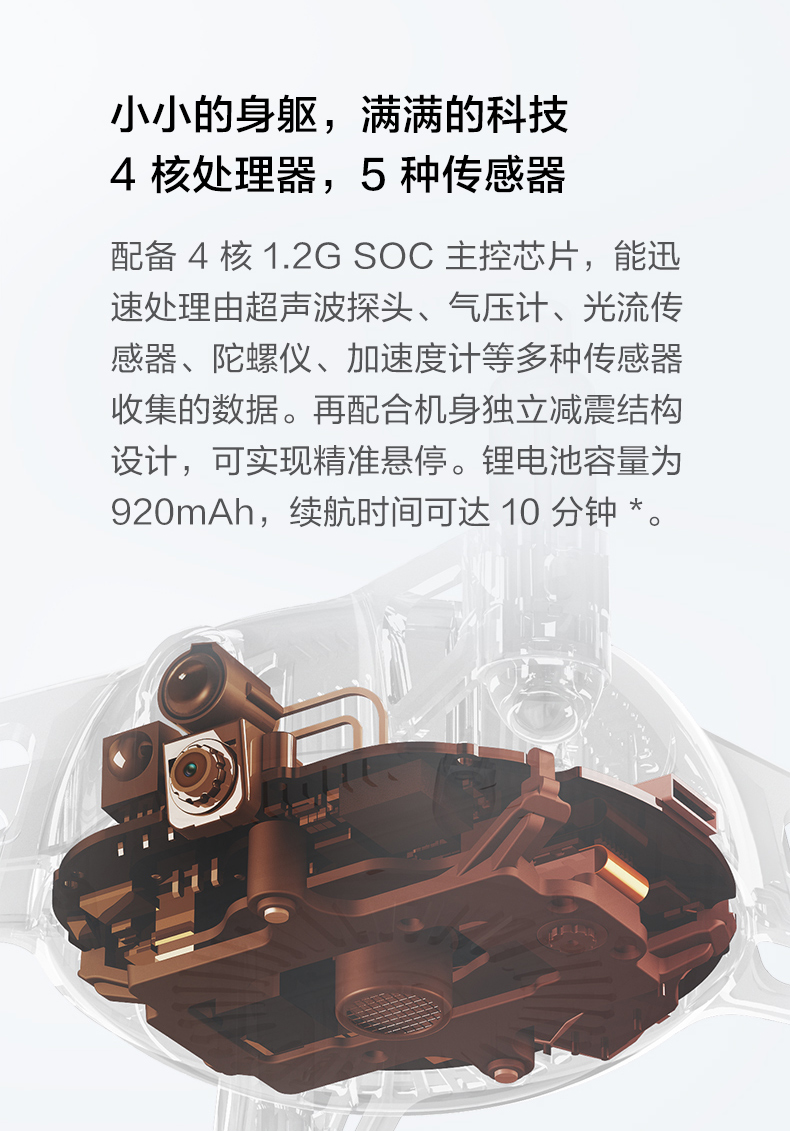 小小的身躯，满满的科技
4 核处理器，5 种传感器
配备 4 核 1.2G SOC 主控芯片，能迅
速处理由超声波探头、气压计、光流传
感器、陀螺仪、加速度计等多种传感器
收集的数据。再配合机身独立减震结构
设计，可实现精准悬停。锂电池容量为
920mAh，续航时间可达 10 分钟 *。